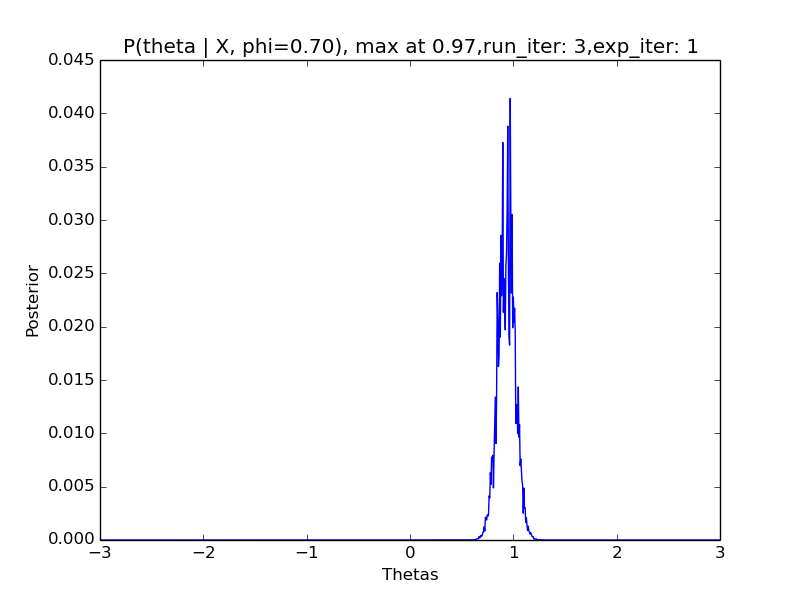 P(theta | X, phi=0.70), max at 0.97,run_iter: 3,exp_iter: 1
0.045
0.040
0.035
0.030
0.025
0.020
0.015
0.010
0.005
0.000
Posterior
−3 −2 −1 0 1 2 3
Thetas